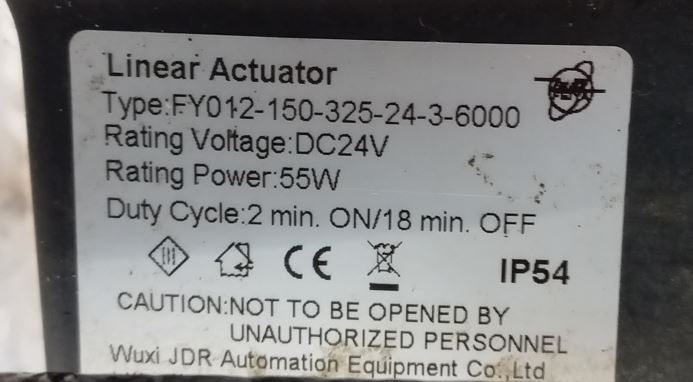 Linear Actuator
Type:FY012-150-325-24-3-6000
Rating Voltage:DC24V
Rating Power:55W
Duty Cycle:2 min. ON/18 min. OFF
CE
IP54
CAUTION:NOT TO BE OPENED BY
UNAUTHORIZED PERSONNEL
Wuxi JDR Automation Equipment Co.,Ltd